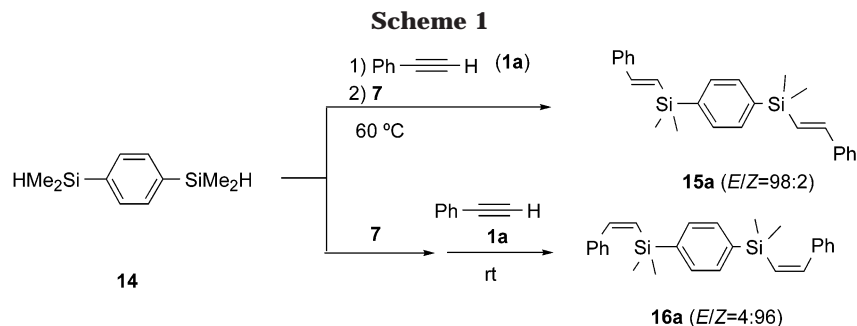 Scheme 1
1) Ph H (1a)
2) 7
60 ºC
Ph
Si
Si
Ph
15a (E/Z=98:2)
HMe2Si
SiMe2H
14
7
Ph H
1a
rt
Ph
Si
Si
Ph
16a (E/Z=4:96)